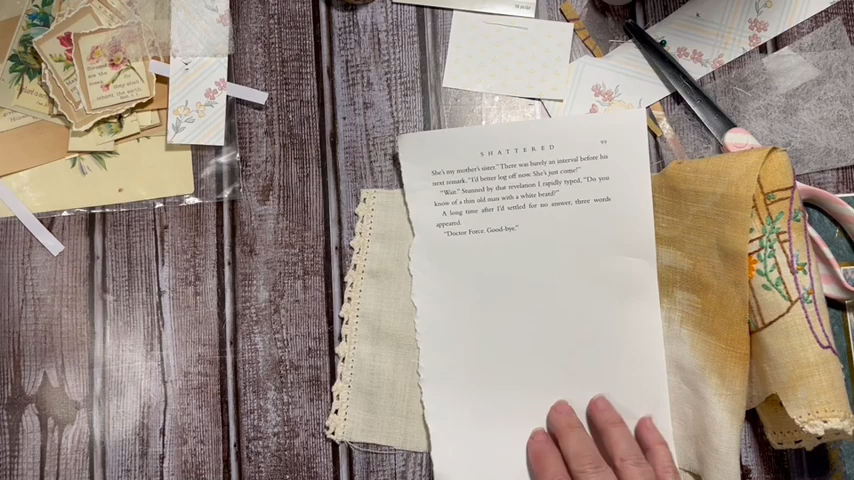 SHATTERED 99
She's my mother's sister." There was barely an interval before his
next remark. "I'd better log off now. She's just come!"
"Wait." Stunned by that revelation I rapidly typed, "Do you
know of a thin old man with a white beard?"
A long time after I'd settled for no answer, three words
appeared.
"Doctor Force. Good-bye."